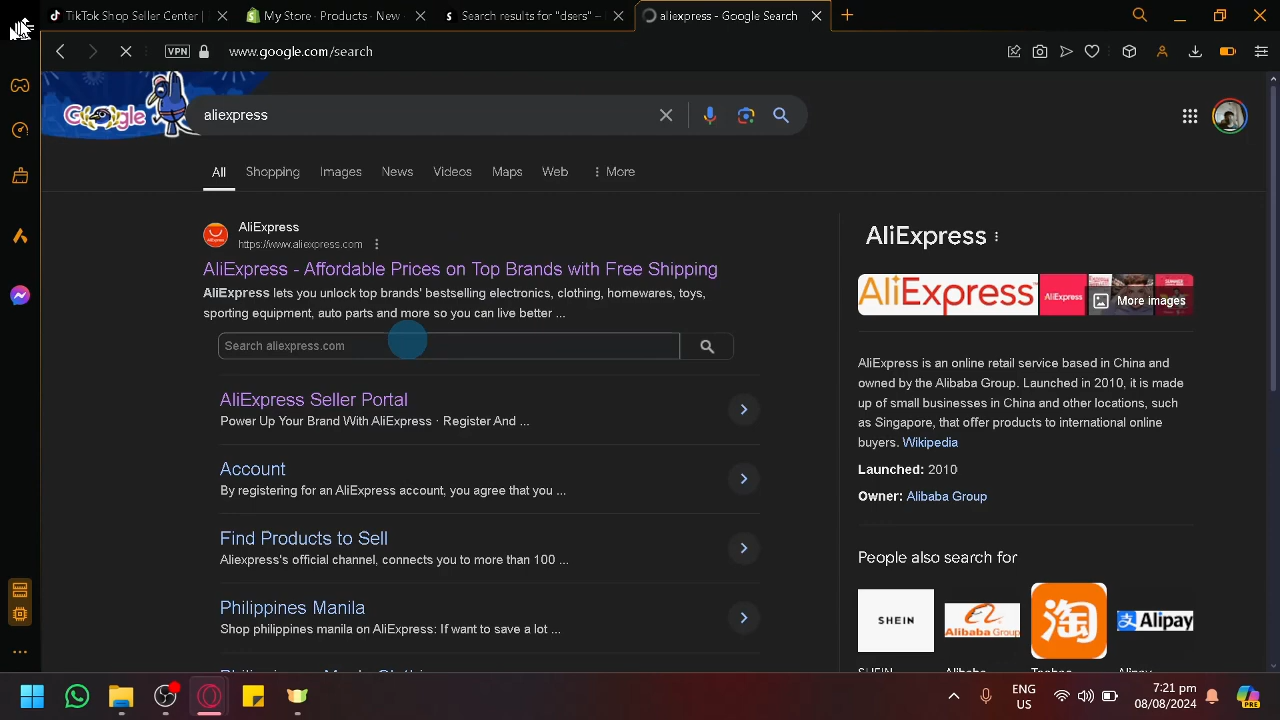 TikTok Shop Seller Center
My Store - Products - New
Search results for "dsers" –
aliexpress - Google Search
VPN
www.google.com/search
Google
aliexpress
All
Shopping
Images
News
Videos
Maps
Web
More
AliExpress
https://www.aliexpress.com
AliExpress - Affordable Prices on Top Brands with Free Shipping
AliExpress lets you unlock top brands' bestselling electronics, clothing, homewares, toys,
sporting equipment, and more so you can live better ...
Search aliexpress.com
AliExpress Seller Portal
Power Up Your Brand With AliExpress · Register And ...
Account
By registering for an AliExpress account, you agree that you ...
Find Products to Sell
Aliexpress's official channel, connects you to more than 100 ...
Philippines Manila
Shop philippines manila on AliExpress: If want to save a lot ...
AliExpress
AliExpress
AliExpress
More images
AliExpress is an online retail service based in China and
owned by the Alibaba Group. Launched in 2010, it is made
up of small businesses in China and other locations, such
as Singapore, that offer products to international online
buyers. Wikipedia
Launched: 2010
Owner: Alibaba Group
People also search for
SHEIN
Alibaba Group
淘
支 Alipay
ENG
US
7:21 pm
08/08/2024
PRE